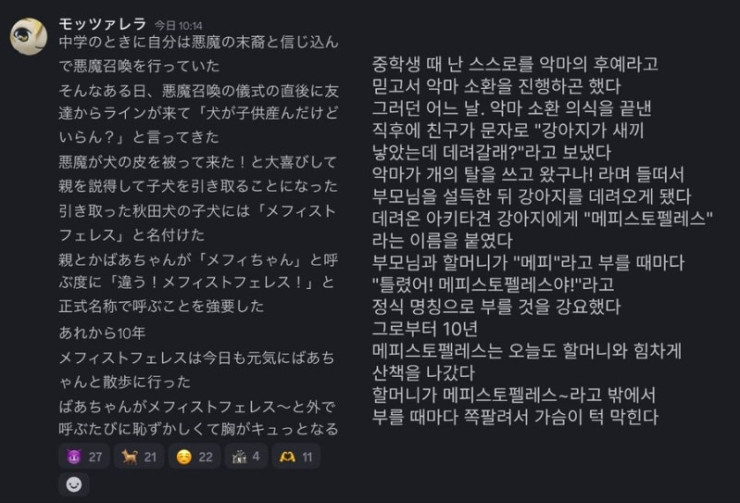 モッツァレラ 今日 10:14
中学のときに自分は悪魔の末裔と信じ込ん
で悪魔召喚を行っていた
そんなある日、悪魔召喚の儀式の直後に友
達からラインが来て「犬が子供産んだけど
いらん？」と言ってきた
悪魔が犬の皮を被って来た！と大喜びして
親を説得して子犬を引き取ることになった
引き取った秋田犬の子犬には「メフィスト
フェレス」と名付けた
親とかばあちゃんが「メフィちゃん」と呼
ぶ度に「違う！メフィストフェレス！」と
正式名称で呼ぶことを強要した
あれから10年
メフィストフェレスは今日も元気にばあち
ゃんと散歩に行った
ばあちゃんがメフィストフェレス〜と外で
呼ぶたびに恥ずかしくて胸がキュっとなる
27 21 22 4 11
중학생 때 난 스스로를 악마의 후예라고
믿고서 악마 소환을 진행하곤 했다
그러던 어느 날. 악마 소환 의식을 끝낸
직후에 친구가 문자로 "강아지가 새끼
낳았는데 데려갈래?"라고 보냈다
악마가 개의 탈을 쓰고 왔구나! 라며 들떠서
부모님을 설득한 뒤 강아지를 데려오게 됐다
데려온 아키타견 강아지에게 "메피스토펠레스"
라는 이름을 붙였다
부모님과 할머니가 "메피"라고 부를 때마다
"틀렸어! 메피스토펠레스야!"라고
정식 명칭으로 부를 것을 강요했다
그로부터 10년
메피스토펠레스는 오늘도 할머니와 힘차게
산책을 나갔다
할머니가 메피스토펠레스~라고 밖에서
부를 때마다 쪽팔려서 가슴이 턱 막힌다